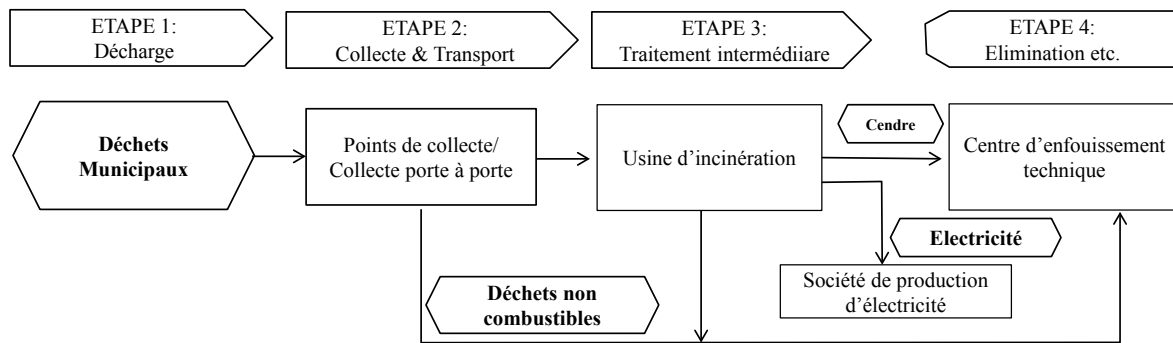 ETAPE 1:
Décharge
ETAPE 2:
Collecte & Transport
ETAPE 3:
Traitement intermédiiare
ETAPE 4:
Elimination etc.
Déchets
Municipaux
Points de collecte/
Collecte porte à porte
Usine d’incinération
Cendre
Centre d’enfouissement
technique
Electricité
Société de production
d’électricité
Déchets non
combustibles